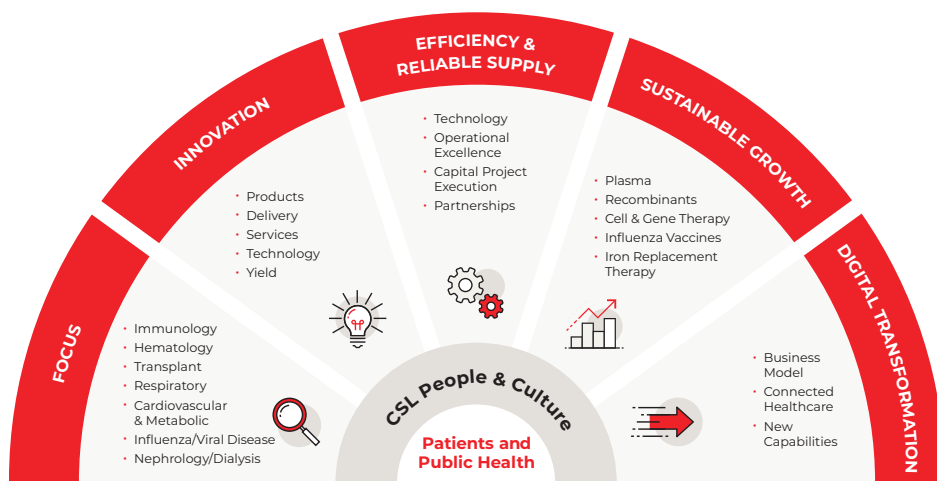 FOCUS
• Immunology
• Hematology
• Transplant
• Respiratory
• Cardiovascular
& Metabolic
• Influenza/Viral Disease
• Nephrology/Dialysis
INNOVATION
• Products
• Delivery
• Services
• Technology
• Yield
EFFICIENCY &
RELIABLE SUPPLY
• Technology
• Operational
Excellence
• Capital Project
Execution
• Partnerships
SUSTAINABLE GROWTH
• Plasma
• Recombinants
• Cell & Gene Therapy
• Influenza Vaccines
• Iron Replacement
Therapy
DIGITAL TRANSFORMATION
• Business
Model
• Connected
Healthcare
• New
Capabilities
CSL People & Culture
Patients and
Public Health